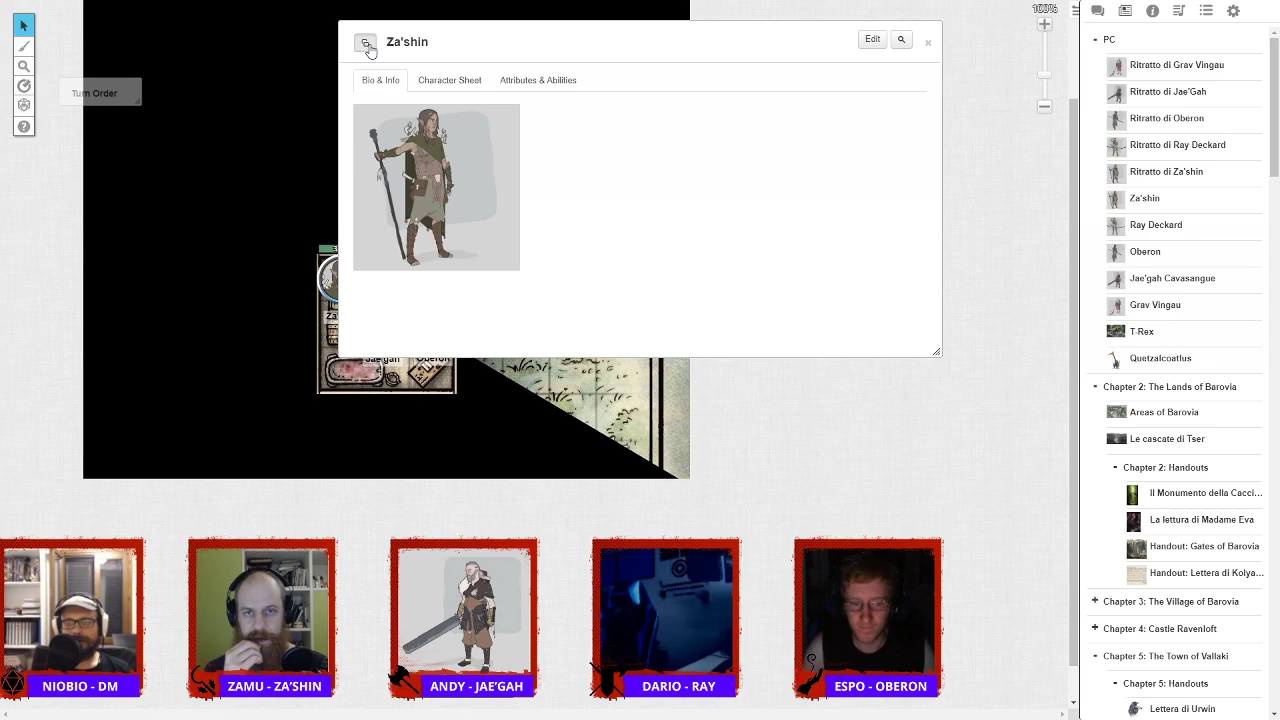 100%
Za'shin
Edit
Bio & Info
Character Sheet
Attributes & Abilities
Turn Order
Za
Jae'gah
Oberon
NIOBIO - DM
ZAMU - ZA'SHIN
ANDY - JAE'GAH
DARIO - RAY
ESPO - OBERON
PC
Ritratto di Grav Vingau
Ritratto di Jae'Gah
Ritratto di Oberon
Ritratto di Ray Deckard
Ritratto di Za'shin
Za'shin
Ray Deckard
Oberon
Jae'gah Cavasangue
Grav Vingau
T-Rex
Quetzalcoatlus
Chapter 2: The Lands of Barovia
Areas of Barovia
Le cascate di Tser
Chapter 2: Handouts
Il Monumento della Cacci...
La lettura di Madame Eva
Handout: Gates of Barovia
Handout: Lettera di Kolya...
Chapter 3: The Village of Barovia
Chapter 4: Castle Ravenloft
Chapter 5: The Town of Vallaki
Chapter 5: Handouts
Lettera di Urwin